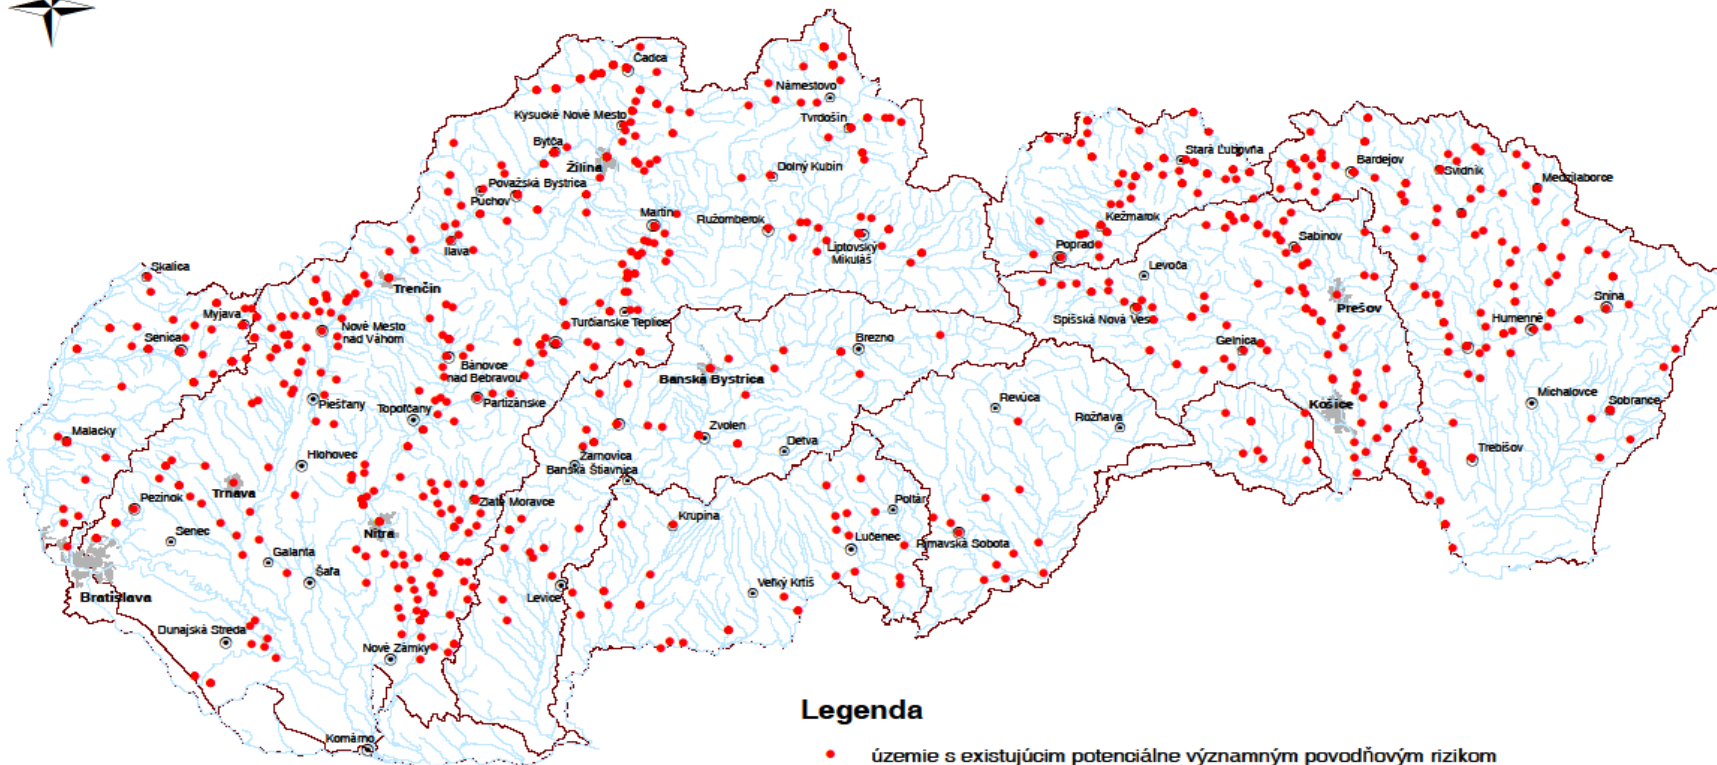 Čadca
Námestovo
Kysucké Nové Mesto
Tvrdošín
Bytča
Žilina
Stará Ľubovňa
Bardejov
Svidník
Medzilaborce
Dolný Kubín
Považská Bystrica
Púchov
Martin
Ružomberok
Kežmarok
Ilava
Liptovský
Mikuláš
Poprad
Sabinov
Levoča
Skalica
Trenčín
Prešov
Snina
Myjava
Turčianske Teplice
Spišská Nová Ves
Humenné
Nové Mesto
nad Váhom
Senica
Brezno
Gelnica
Bánovce
nad Bebravou
Banská Bystrica
Piešťany
Topoľčany
Partizánske
Revúca
Rožňava
Košice
Michalovce
Sobrance
Malacky
Zvolen
Detva
Hlohovec
Žarnovica
Banská Štiavnica
Trebišov
Trnava
Pezinok
Zlaté Moravce
Poltár
Krupina
Nitra
Senec
Lučenec
Rimavská Sobota
Galanta
Šaľa
Bratislava
Levice
Veľký Krtíš
Dunajská Streda
Nové Zámky
Komárno
Legenda
územie s existujúcim potenciálne významným povodňovým rizikom